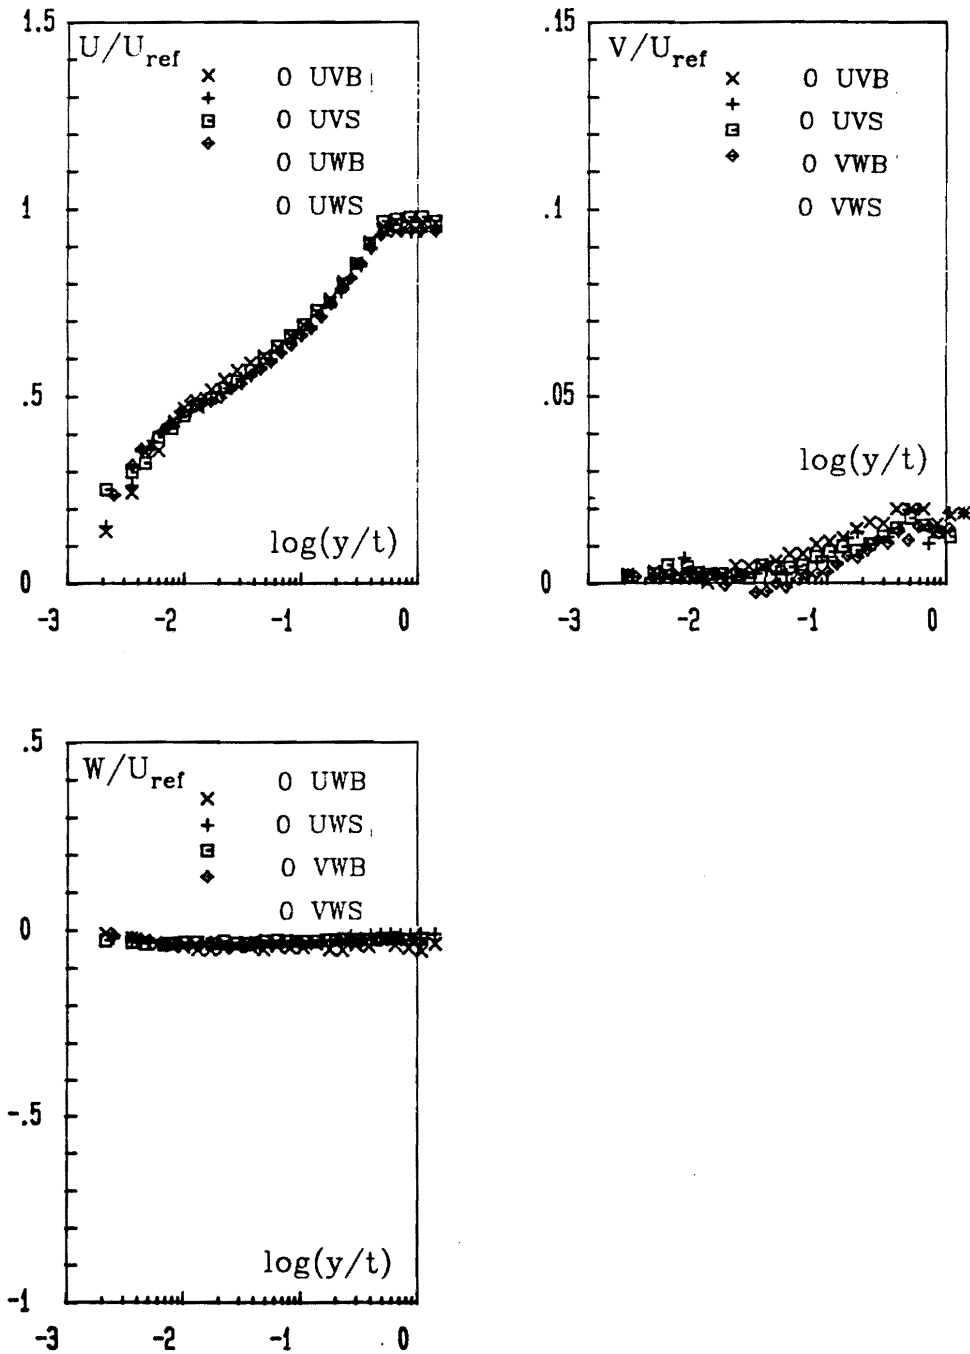 1.5
U/U_ref
0 UVB
0 UVS
0 UWB
0 UWS
1
.5
0
log(y/t)
-3 -2 -1 0
.15
V/U_ref
0 UVB
0 UVS
0 VWB
0 VWS
.1
.05
0
log(y/t)
-3 -2 -1 0
.5
W/U_ref
0 UWB
0 UWS
0 VWB
0 VWS
0
-.5
-1
log(y/t)
-3 -2 -1 0